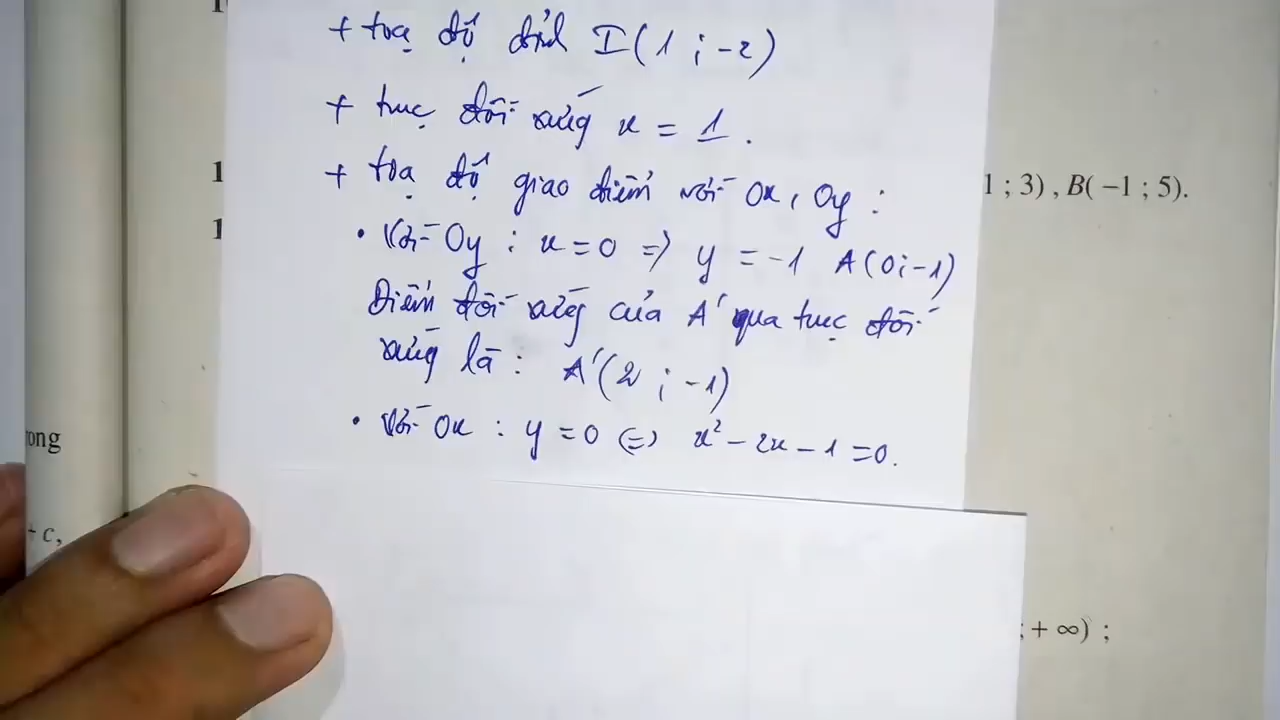 + toạ độ đỉnh I(1 ; -2)
+ trục đối xứng x = 1.
+ toạ độ giao điểm với Ox, Oy :
1 ; 3) , B( -1 ; 5).
• Với Oy : x = 0 => y = -1 A(0; -1)
Điểm đối xứng của A' qua trục đối
xứng là : A'(2 ; -1)
• Với Ox : y = 0 <=> x² - 2x - 1 = 0.
ong
+ c,
; + ∞) ;